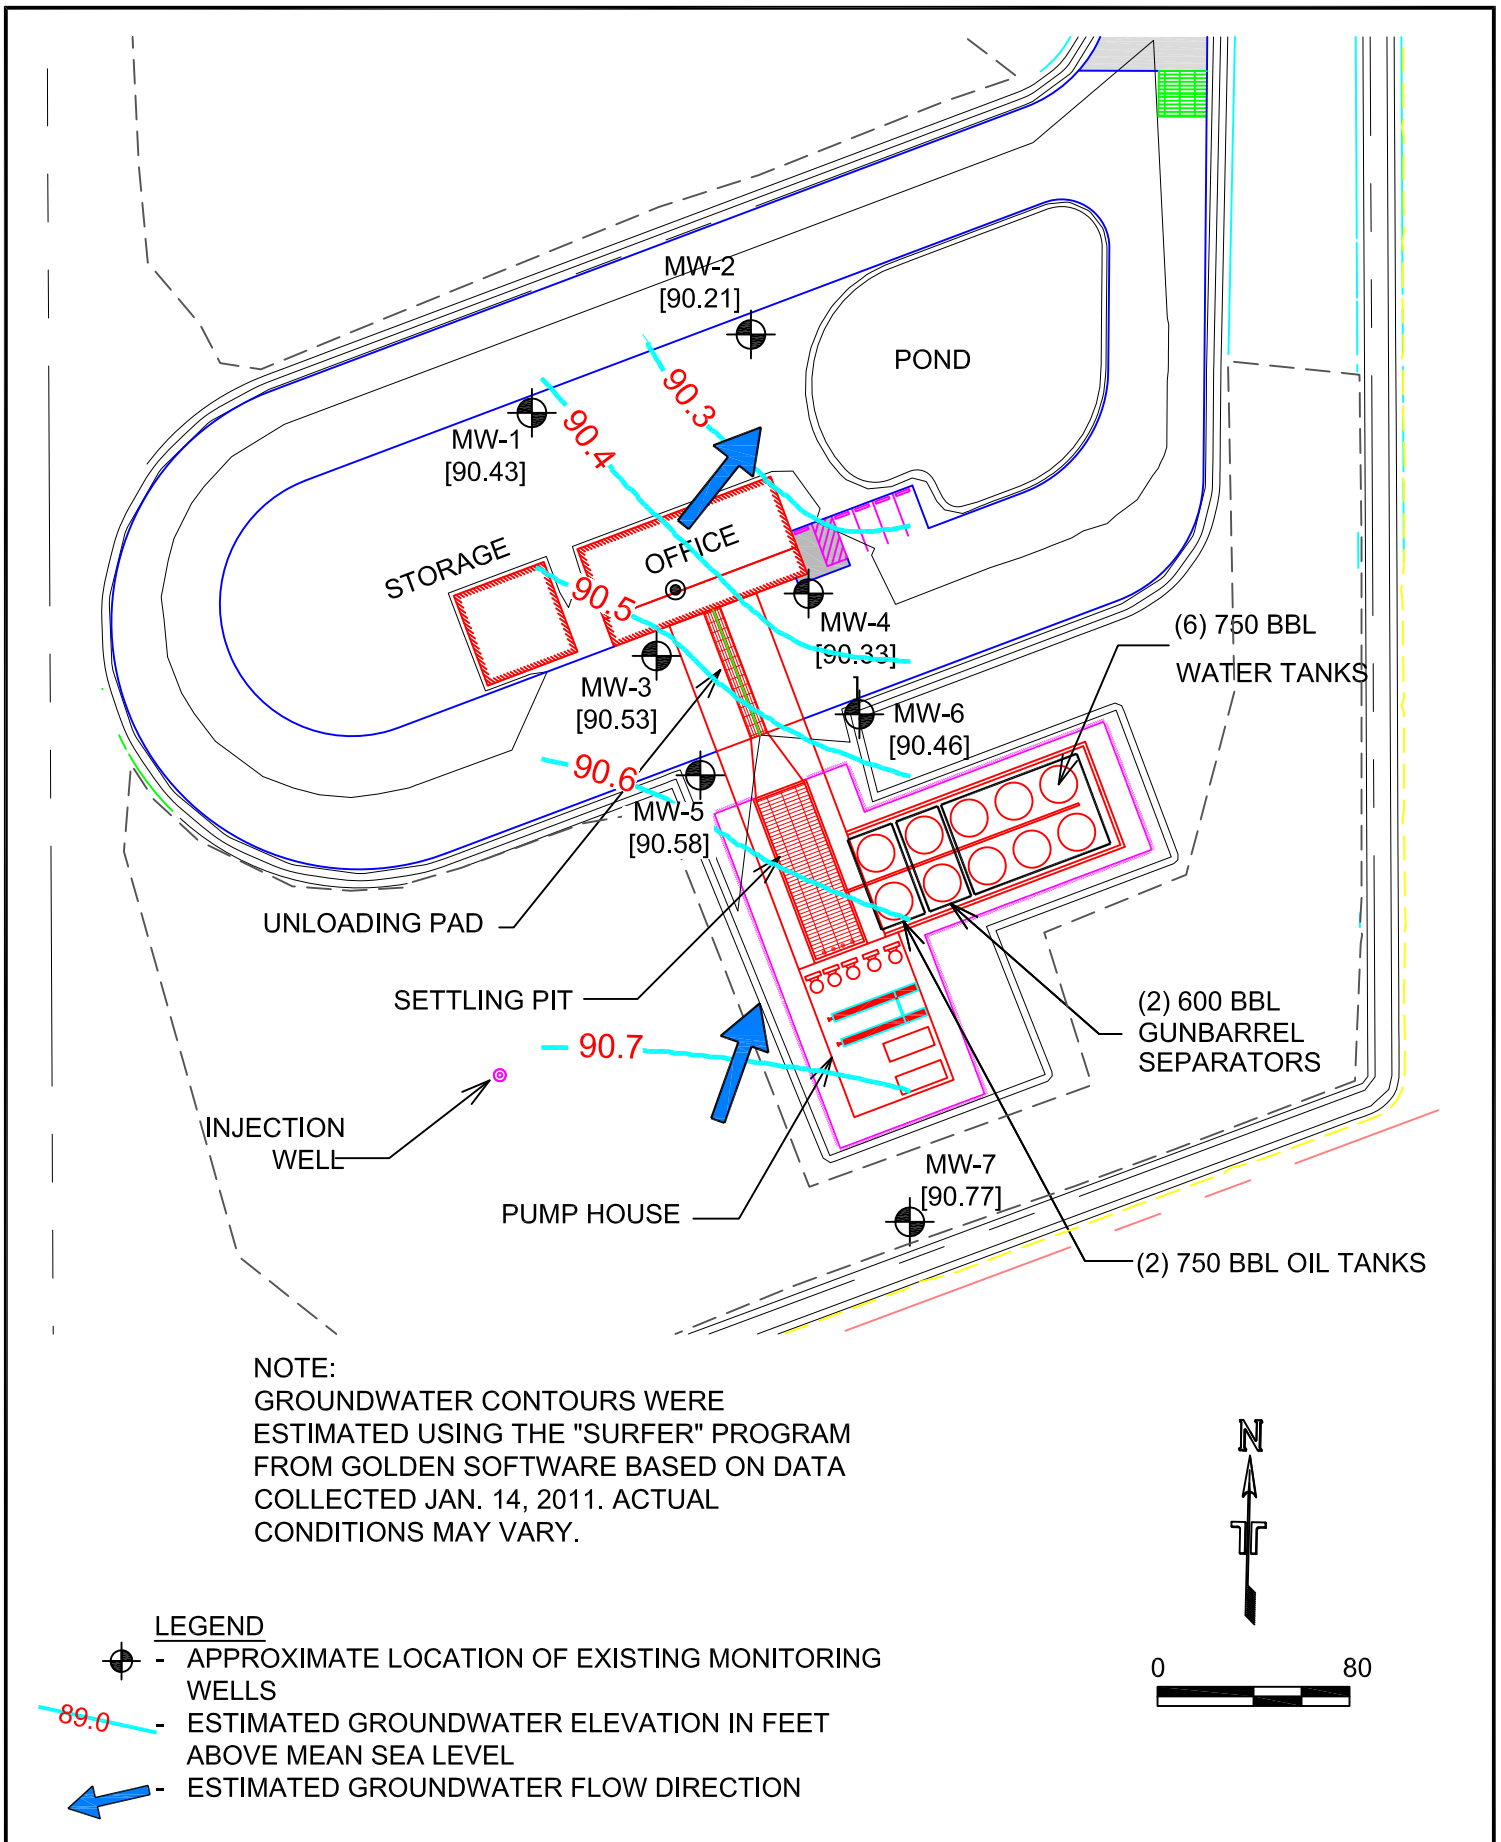 MW-2
[90.21]
POND
90.3
MW-1
[90.43]
90.4
STORAGE
OFFICE
90.5
MW-4
[90.33
]
(6) 750 BBL
WATER TANKS
MW-3
[90.53]
MW-6
[90.46]
90.6
MW-5
[90.58]
UNLOADING PAD
SETTLING PIT
(2) 600 BBL
GUNBARREL
SEPARATORS
90.7
INJECTION
WELL
MW-7
[90.77]
PUMP HOUSE
(2) 750 BBL OIL TANKS
NOTE:
GROUNDWATER CONTOURS WERE
ESTIMATED USING THE "SURFER" PROGRAM
FROM GOLDEN SOFTWARE BASED ON DATA
COLLECTED JAN. 14, 2011. ACTUAL
CONDITIONS MAY VARY.
N
LEGEND
- APPROXIMATE LOCATION OF EXISTING MONITORING
WELLS
0 80
89.0 - ESTIMATED GROUNDWATER ELEVATION IN FEET
ABOVE MEAN SEA LEVEL
- ESTIMATED GROUNDWATER FLOW DIRECTION